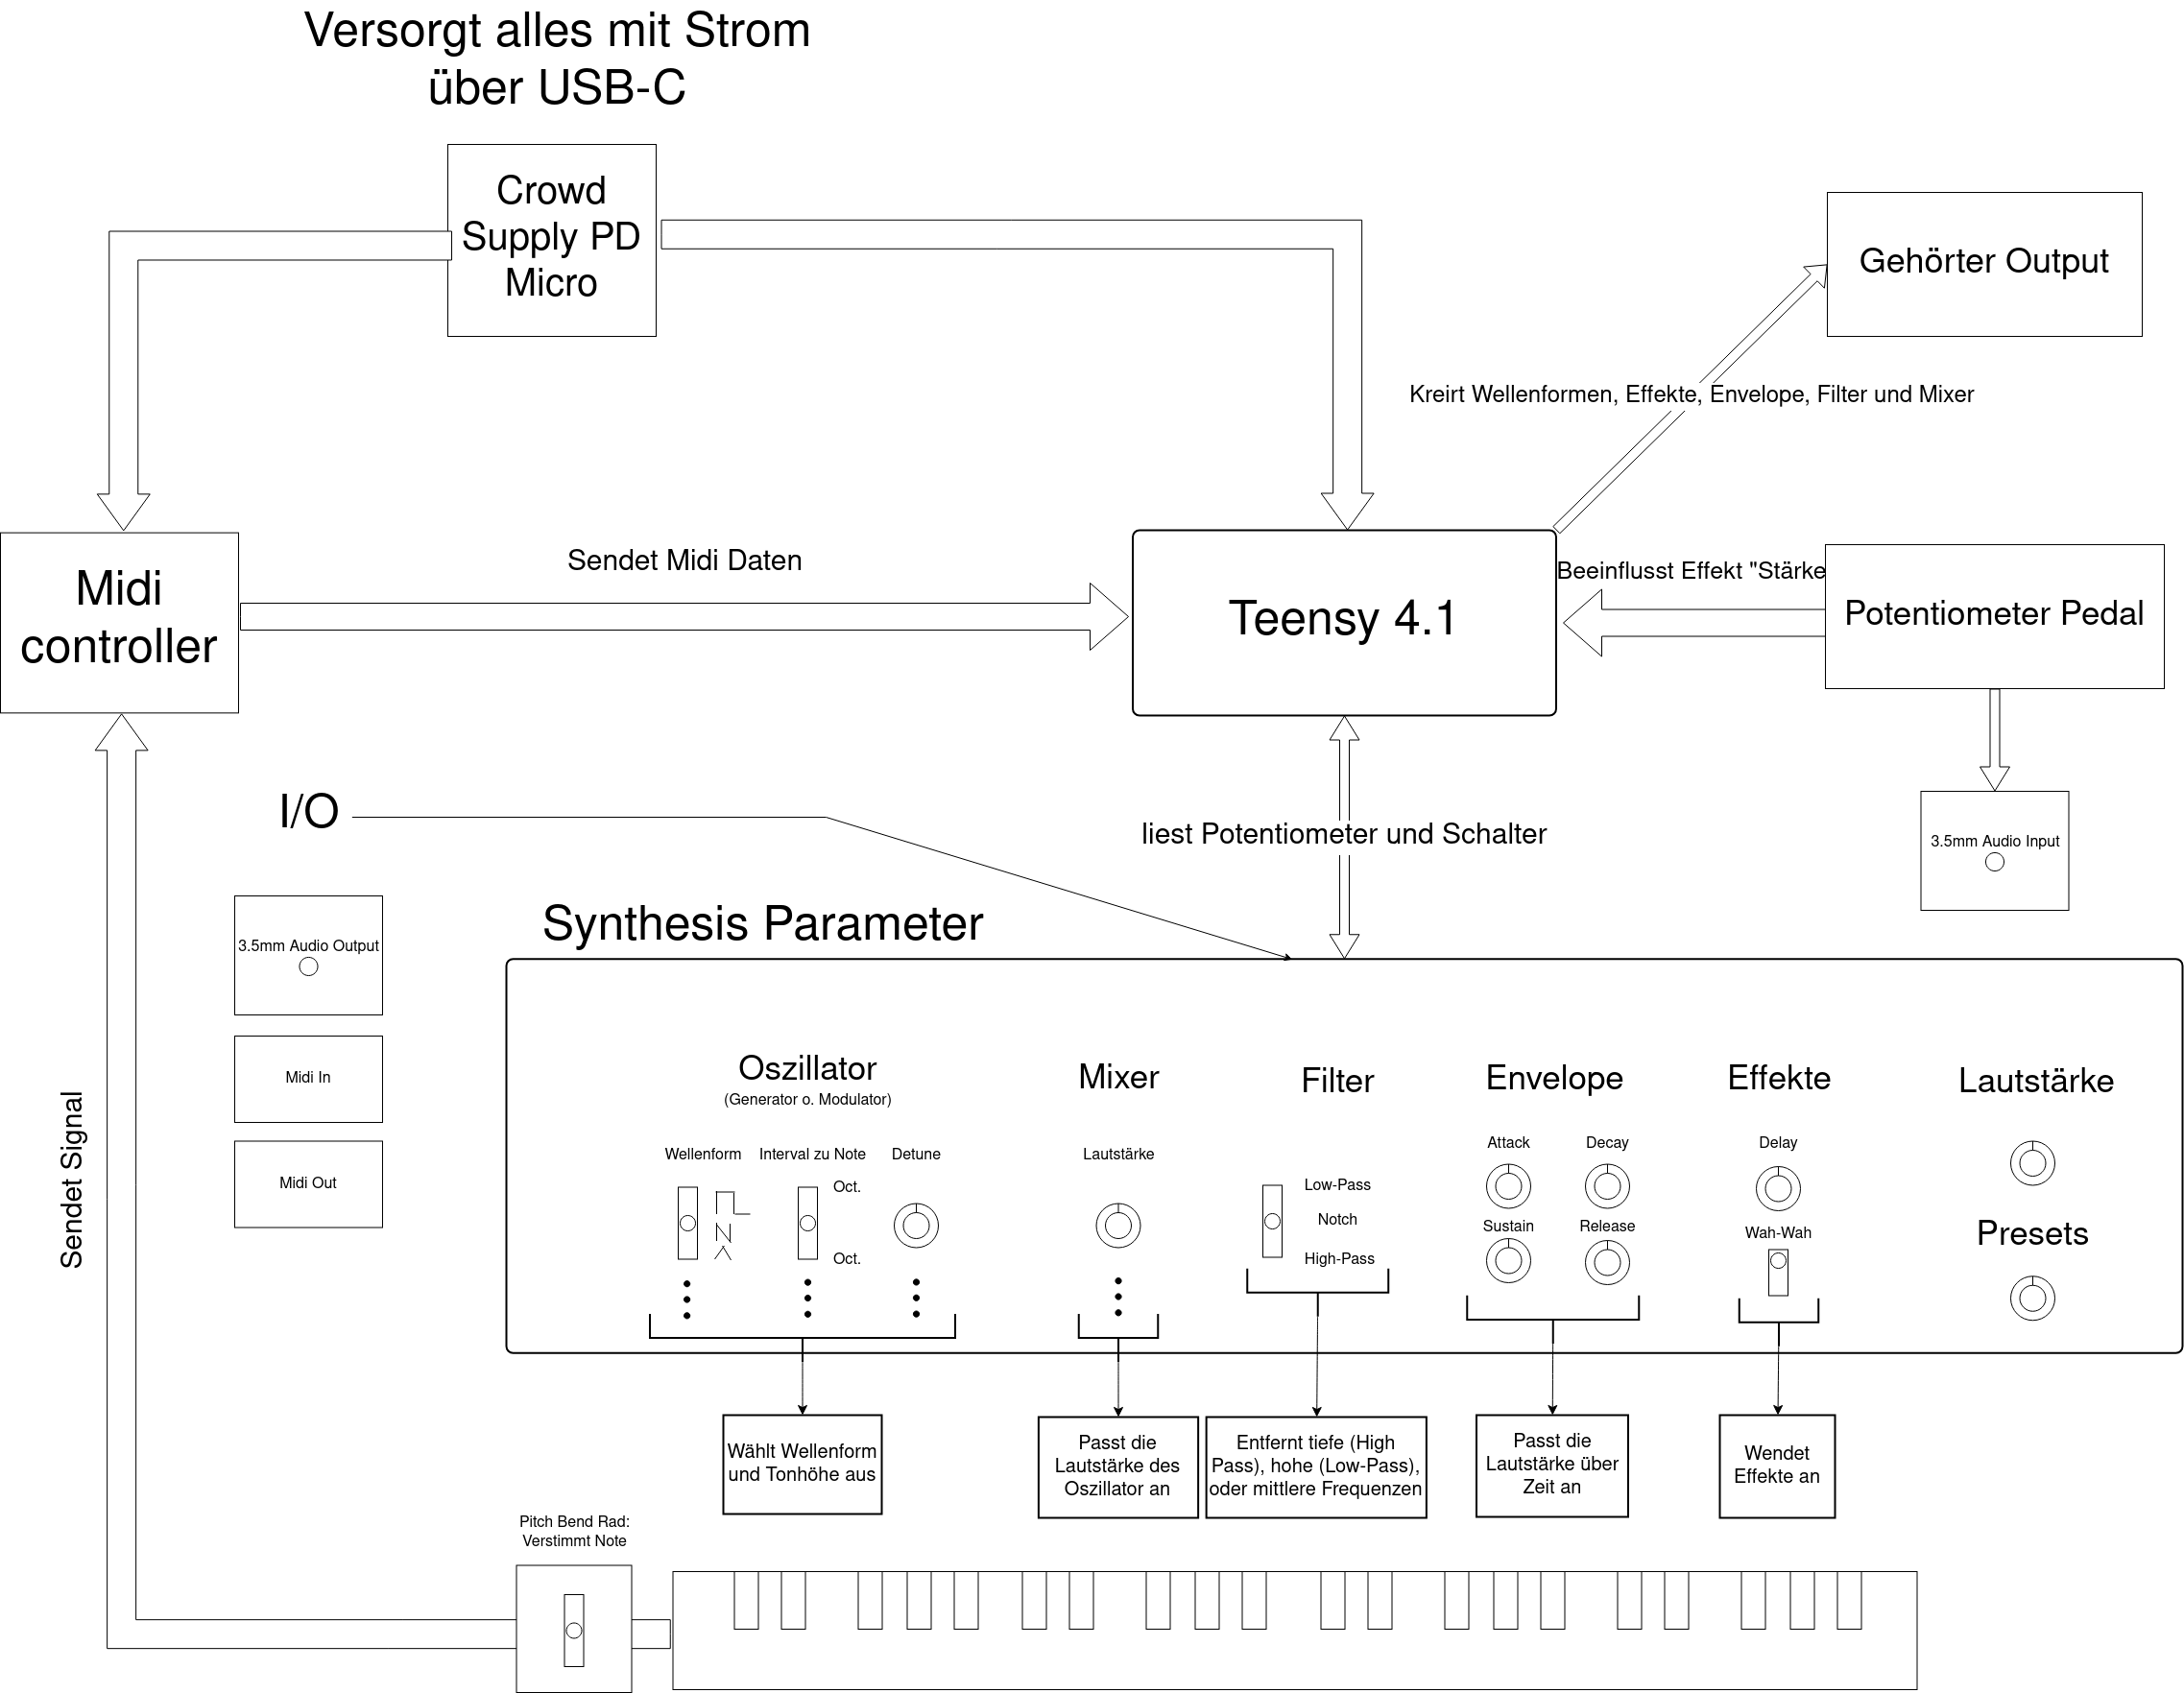 Versorgt alles mit Strom
über USB-C
Crowd
Supply PD
Micro
Gehörter Output
Kreirt Wellenformen, Effekte, Envelope, Filter und Mixer
Midi
controller
Sendet Midi Daten
Teensy 4.1
Beeinflusst Effekt "Stärke
Potentiometer Pedal
I/O
liest Potentiometer und Schalter
3.5mm Audio Input
3.5mm Audio Output
Midi In
Midi Out
Sendet Signal
Synthesis Parameter
Oszillator
(Generator o. Modulator)
Wellenform
Interval zu Note
Detune
Oct.
Oct.
Mixer
Lautstärke
Filter
Low-Pass
Notch
High-Pass
Envelope
Attack
Decay
Sustain
Release
Effekte
Delay
Wah-Wah
Lautstärke
Presets
Wählt Wellenform
und Tonhöhe aus
Passt die
Lautstärke des
Oszillator an
Entfernt tiefe (High
Pass), hohe (Low-Pass),
oder mittlere Frequenzen
Passt die
Lautstärke über
Zeit an
Wendet
Effekte an
Pitch Bend Rad:
Verstimmt Note